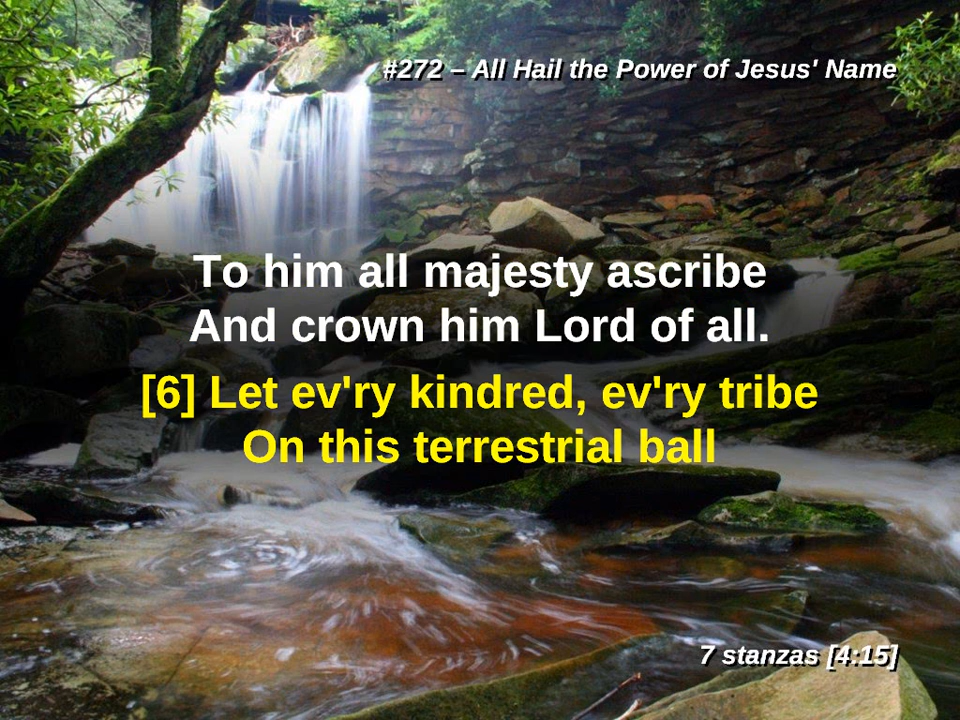 #272 – All Hail the Power of Jesus' Name
To him all majesty ascribe
And crown him Lord of all.
[6] Let ev'ry kindred, ev'ry tribe
On this terrestrial ball
7 stanzas [4:15]